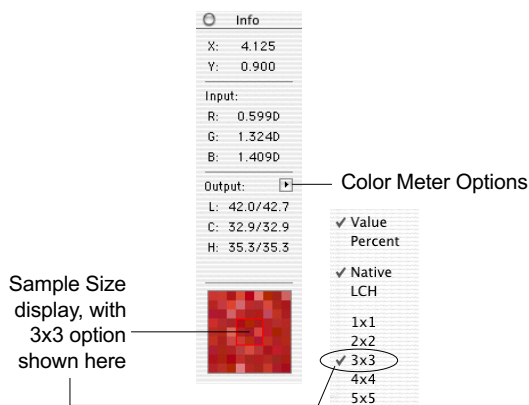 Info
X: 4.125
Y: 0.900
Input:
R: 0.599D
G: 1.324D
B: 1.409D
Output:
L: 42.0/42.7
C: 32.9/32.9
H: 35.3/35.3
Color Meter Options
✓ Value
Percent
✓ Native
LCH
1x1
2x2
✓ 3x3
4x4
5x5
Sample Size
display, with
3x3 option
shown here